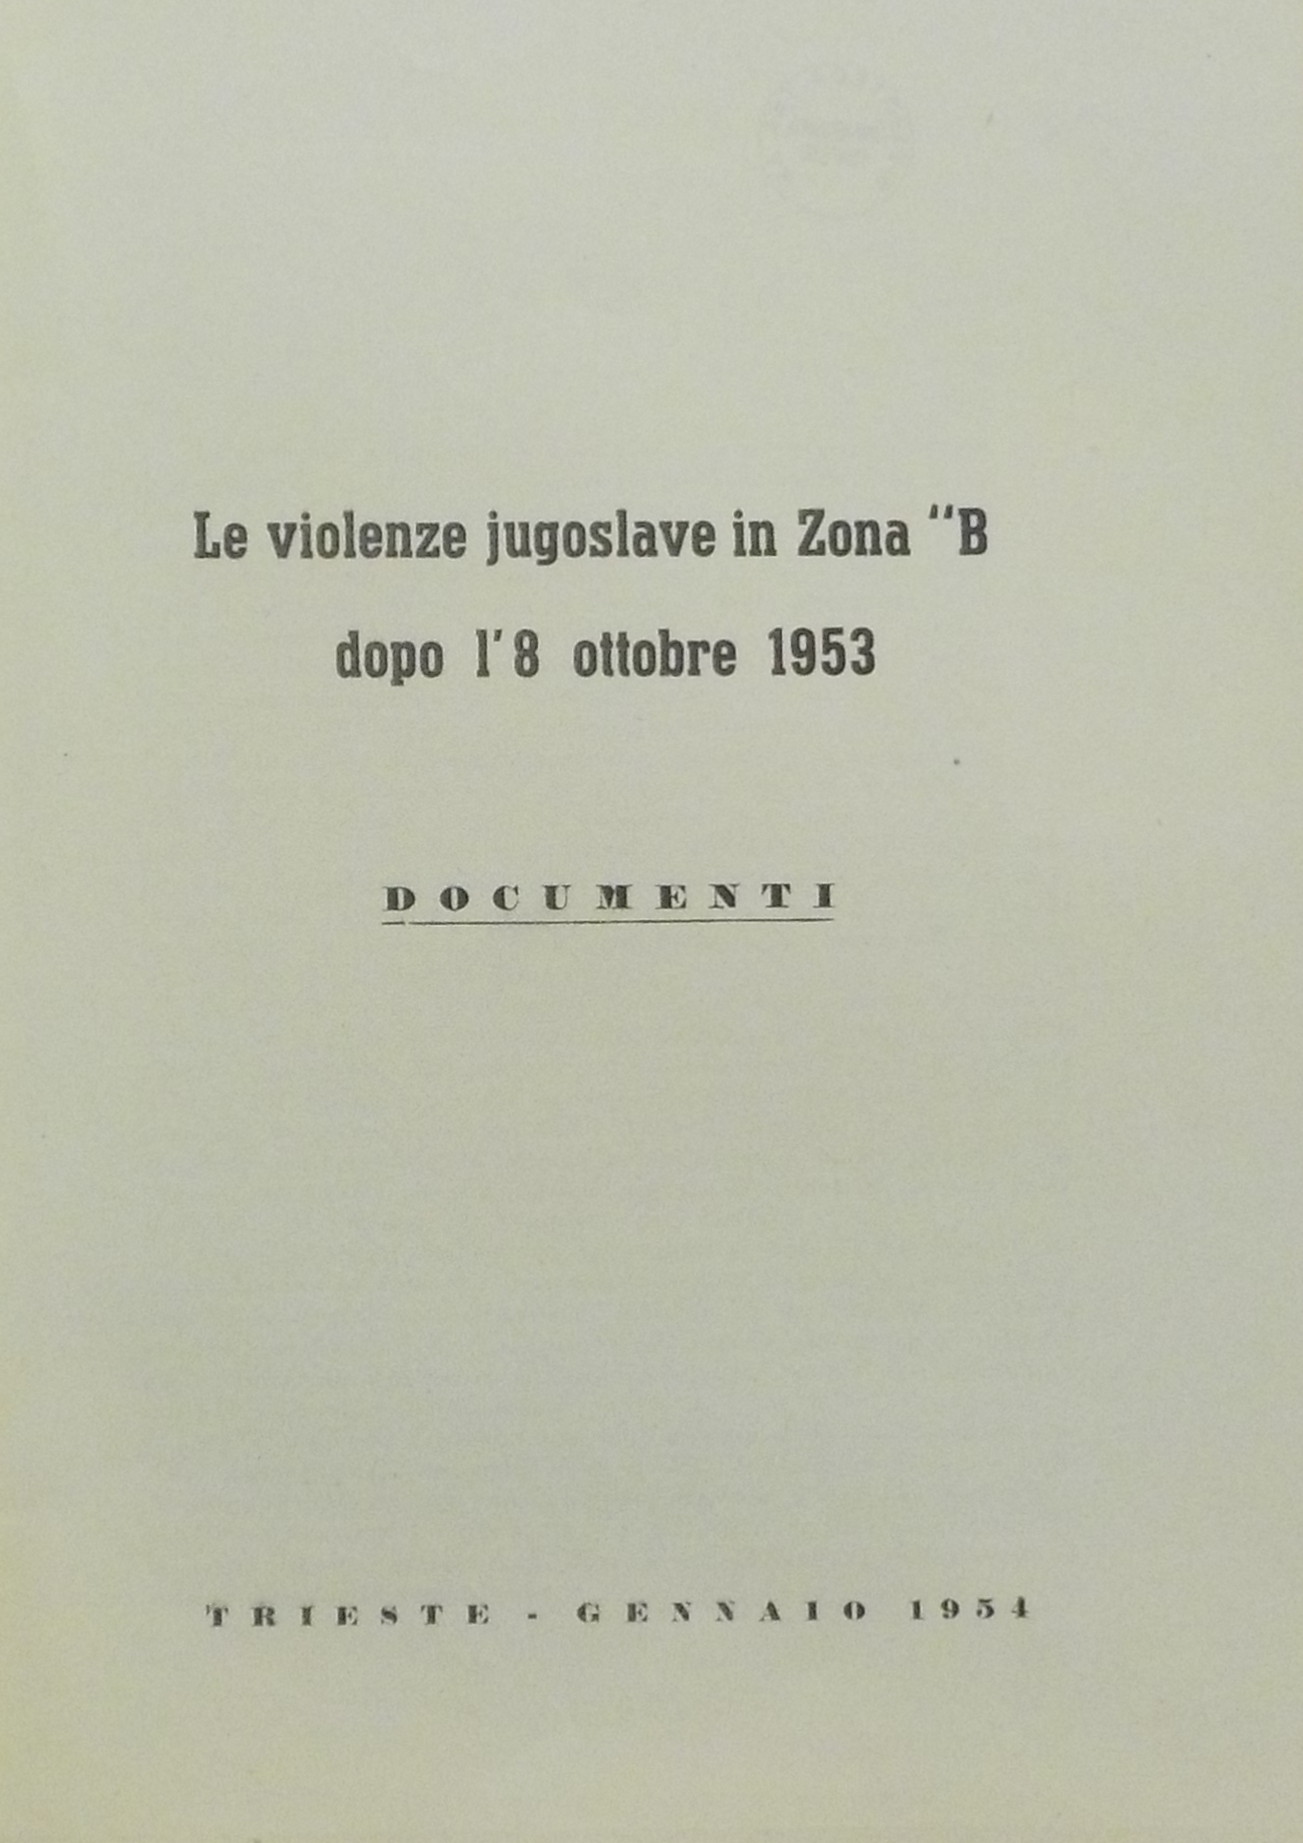 Le violenze jugoslave in Zona “B
dopo l'8 ottobre 1953
DOCUMENTI
TRIESTE - GENNAIO 1954